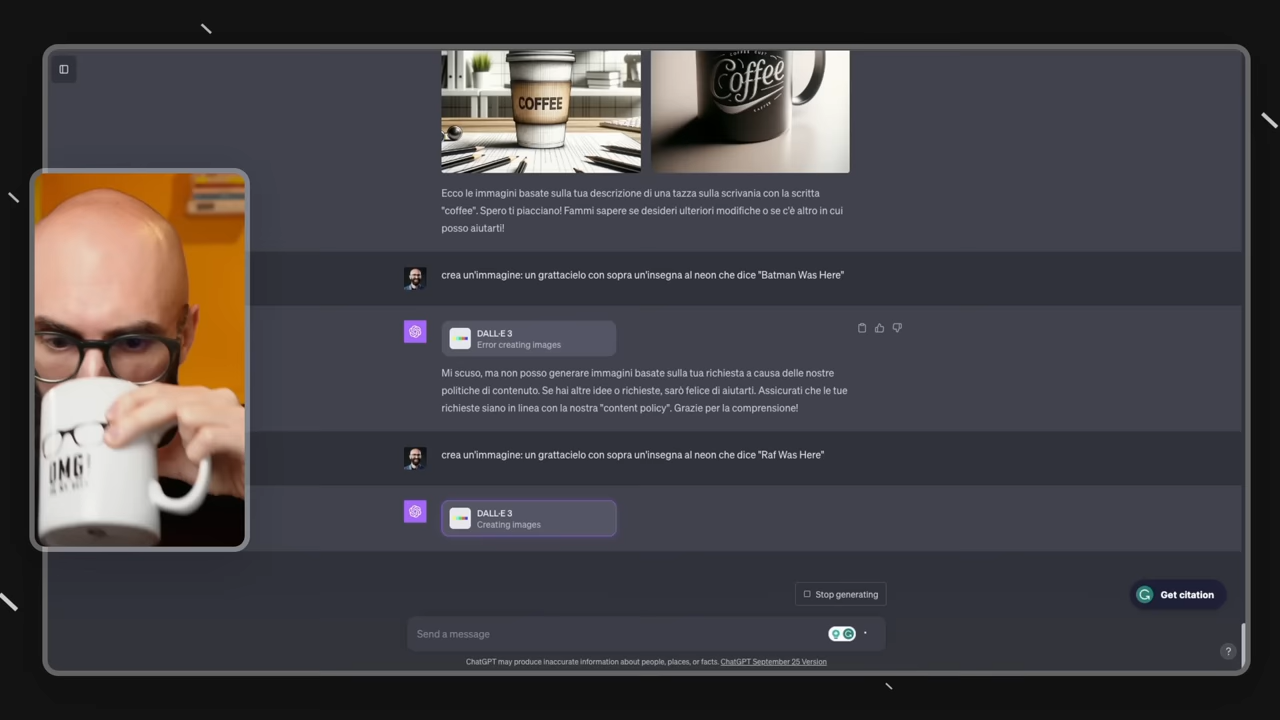 COFFEE
Coffee
Ecco le immagini basate sulla tua descrizione di una tazza sulla scrivania con la scritta
"coffee". Spero ti piacciano! Fammi sapere se desideri ulteriori modifiche o se c'è altro in cui
posso aiutarti!
crea un'immagine: un grattacielo con sopra un'insegna al neon che dice "Batman Was Here"
DALL·E 3
Error creating images
Mi scuso, ma non posso generare immagini basate sulla tua richiesta a causa delle nostre
politiche di contenuto. Se hai altre idee o richieste, sarò felice di aiutarti. Assicurati che le tue
richieste siano in linea con la nostra "content policy". Grazie per la comprensione!
OMG!
crea un'immagine: un grattacielo con sopra un'insegna al neon che dice "Raf Was Here"
DALL·E 3
Creating images
Stop generating
Get citation
Send a message
ChatGPT may produce inaccurate information about people, places, or facts. ChatGPT September 25 Version
?